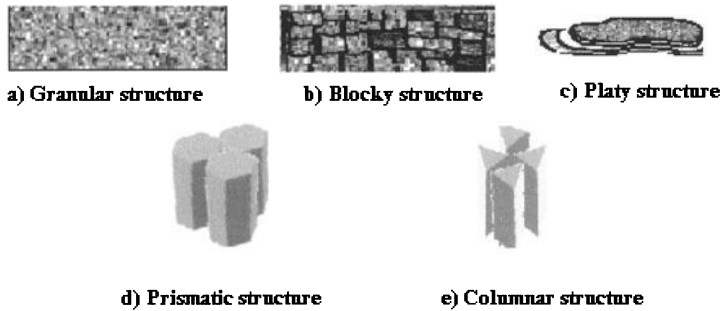 a) Granular structure
b) Blocky structure
c) Platy structure
d) Prismatic structure
e) Columnar structure